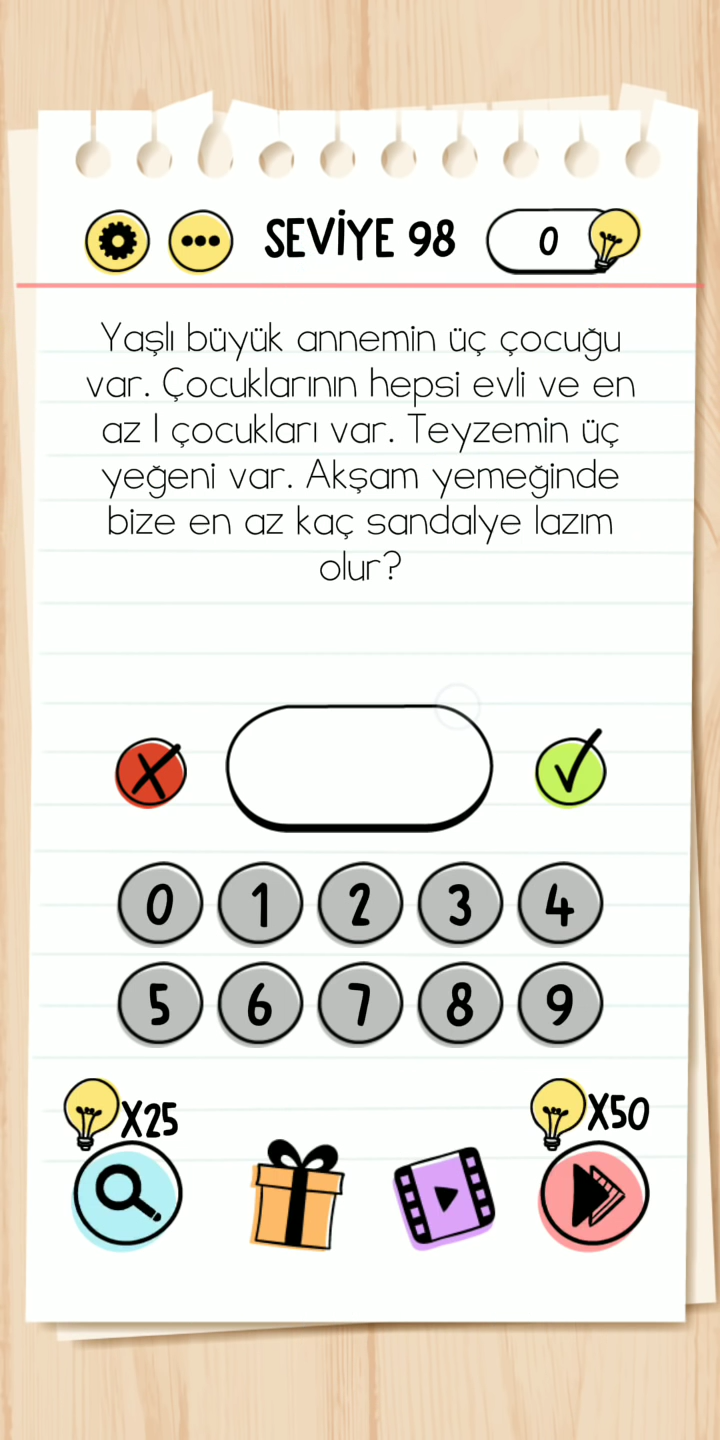 SEVİYE 98
0
Yaşlı büyük annemin üç çocuğu
var. Çocuklarının hepsi evli ve en
az 1 çocukları var. Teyzemin üç
yeğeni var. Akşam yemeğinde
bize en az kaç sandalye lazım
olur?
0 1 2 3 4
5 6 7 8 9
X25
X50